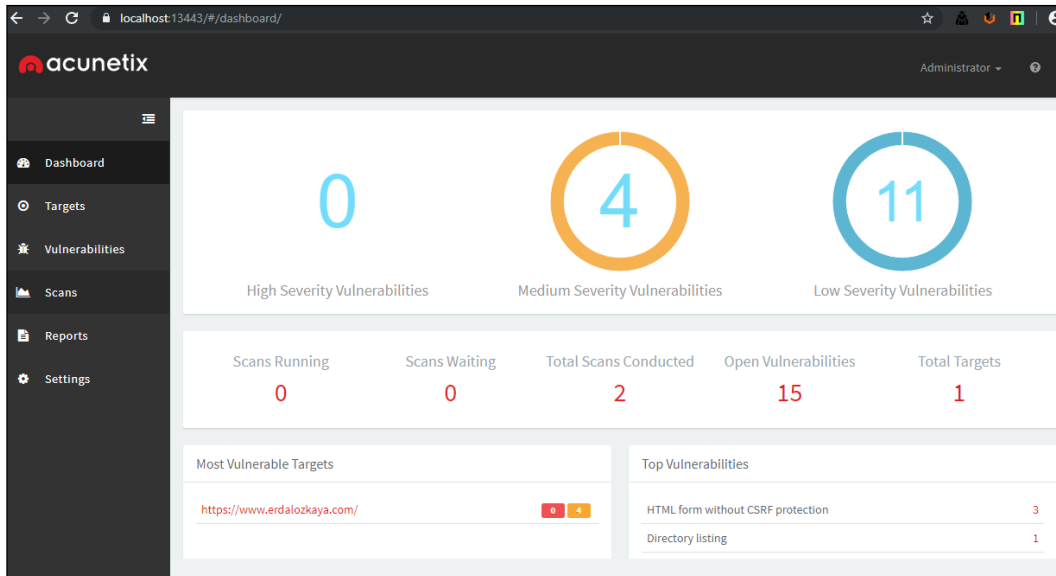 localhost:13443/#/dashboard/
acunetix
Administrator
Dashboard
Targets
Vulnerabilities
Scans
Reports
Settings
0
4
11
High Severity Vulnerabilities
Medium Severity Vulnerabilities
Low Severity Vulnerabilities
Scans Running
Scans Waiting
Total Scans Conducted
Open Vulnerabilities
Total Targets
0
0
2
15
1
Most Vulnerable Targets
https://www.erdalozkaya.com/
0
4
Top Vulnerabilities
HTML form without CSRF protection
3
Directory listing
1